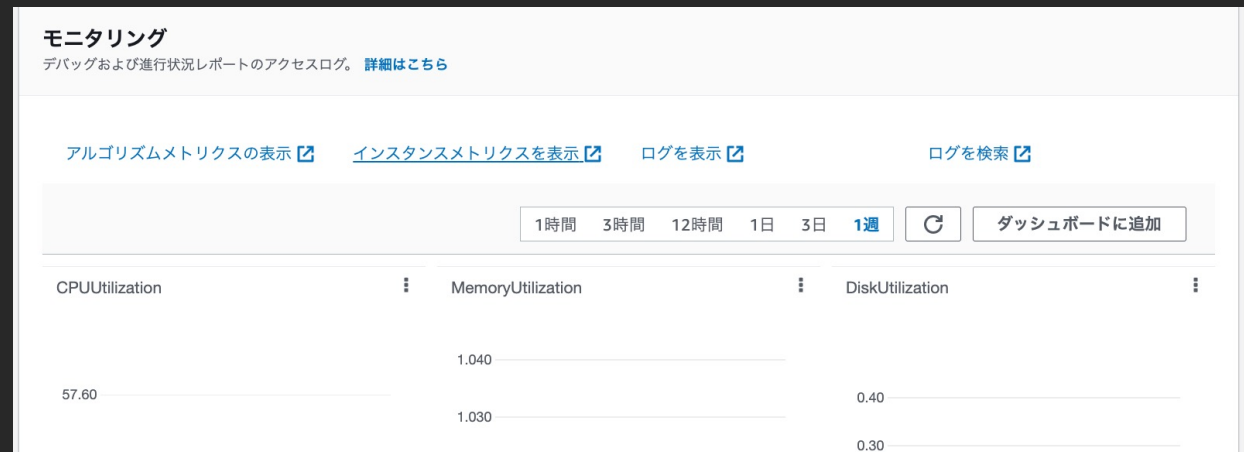 モニタリング
デバッグおよび進行状況レポートのアクセスログ。 詳細はこちら
アルゴリズムメトリクスの表示 インスタンスメトリクスを表示 ログを表示 ログを検索
1時間 3時間 12時間 1日 3日 1週 ダッシュボードに追加
CPUUtilization MemoryUtilization DiskUtilization
1.040
57.60
0.40
1.030
0.30